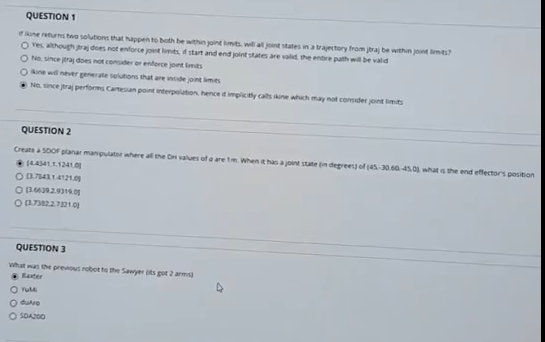 QUESTION 1
If ikine returns two solutions that happen to both be within joint limits, will all joint states in a trajectory from jtraj be within joint limits?
Yes, although jtraj does not enforce joint limits, if start and end joint states are valid, the entire path will be valid
No, since jtraj does not consider or enforce joint limits
ikine will never generate solutions that are inside joint limits
No, since jtraj performs Cartesian point interpolation, hence it implicitly calls ikine which may not consider joint limits
QUESTION 2
Create a 5DOF planar manipulator where all the DH values of a are 1m. When it has a joint state (in degrees) of [45,-30,60,-45,0], what is the end effector's position
[4.4341,1.1241,0]
[3.7843,1.4121,0]
[3.6639,2.9319,0]
[3.7382,2.7321,0]
QUESTION 3
What was the previous robot to the Sawyer (its got 2 arms)
Baxter
YuMi
duAro
SDA20D